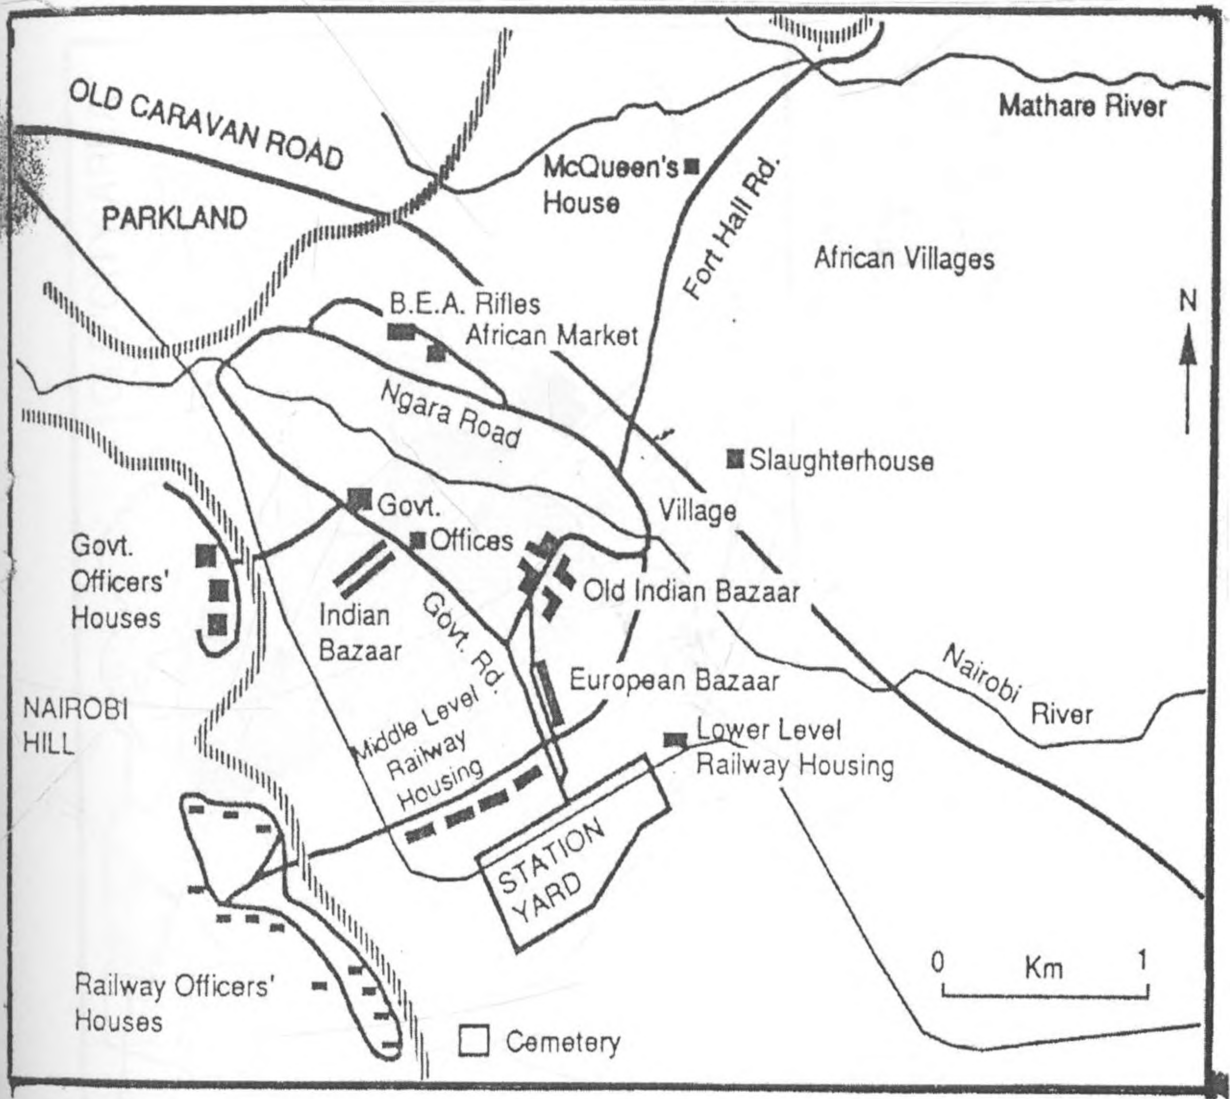 OLD CARAVAN ROAD
Mathare River
McQueen's
House
PARKLAND
Fort Hall Rd.
African Villages
B.E.A. Rifles
African Market
N
Ngara Road
Slaughterhouse
Govt.
Offices
Village
Govt.
Officers'
Houses
Indian
Bazaar
Govt. Rd.
Old Indian Bazaar
European Bazaar
Nairobi
River
NAIROBI
HILL
Middle Level
Railway
Housing
Lower Level
Railway Housing
STATION
YARD
0 Km 1
Railway Officers'
Houses
Cemetery